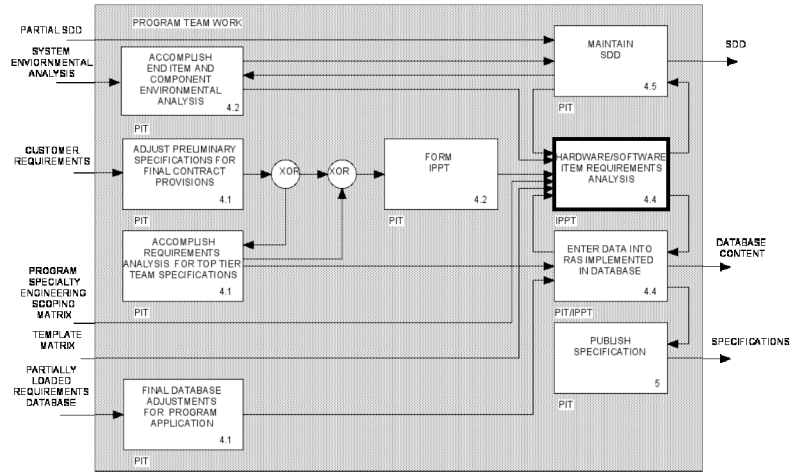 PROGRAM TEAM WORK
PARTIAL SDD
SYSTEM
ENVIORNMENTAL
ANALYSIS
ACCOMPLISH
END ITEM AND
COMPONENT
ENVIRONMENTAL
ANALYSIS
4.2
PIT
MAINTAIN
SDD
4.5
PIT
SDD
CUSTOMER
REQUIREMENTS
ADJUST PRELIMINARY
SPECIFICATIONS FOR
FINAL CONTRACT
PROVISIONS
4.1
PIT
XOR
XOR
FORM
IPPT
4.2
PIT
HARDWARE/SOFTWARE
ITEM REQUIREMENTS
ANALYSIS
4.4
IPPT
ACCOMPLISH
REQUIREMENTS
ANALYSIS FOR TOP TIER
TEAM SPECIFICATIONS
4.1
PIT
ENTER DATA INTO
RAS IMPLEMENTED
IN DATABASE
4.4
PIT/IPPT
DATABASE
CONTENT
PROGRAM
SPECIALTY
ENGINEERING
SCOPING
MATRIX
TEMPLATE
MATRIX
PUBLISH
SPECIFICATION
5
PIT
SPECIFICATIONS
PARTIALLY
LOADED
REQUIREMENTS
DATABASE
FINAL DATABASE
ADJUSTMENTS
FOR PROGRAM
APPLICATION
4.1
PIT